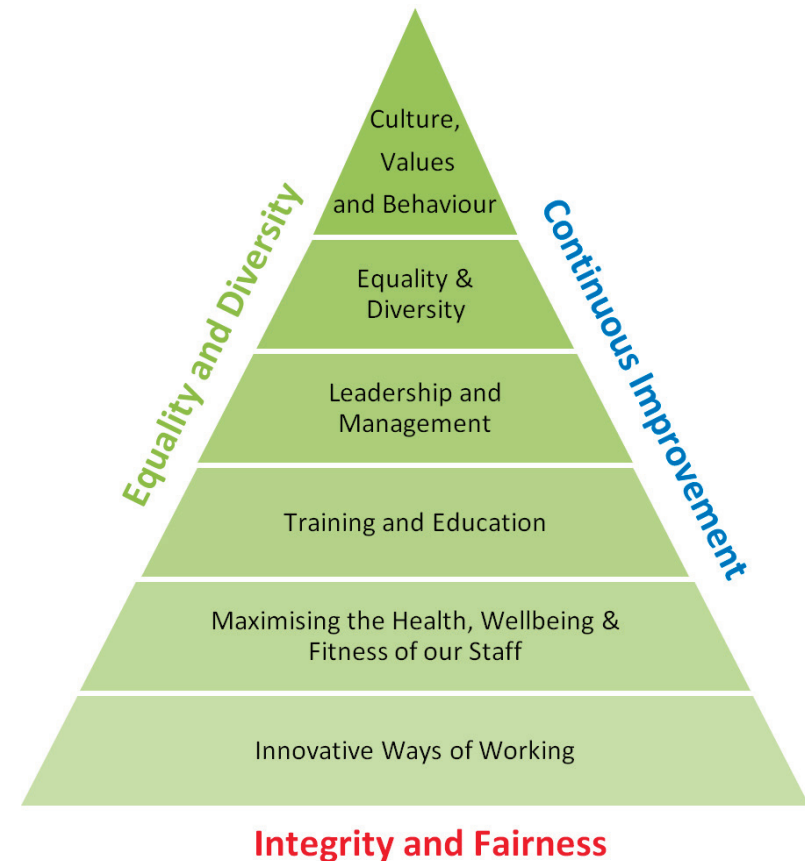 Culture,
Values
and Behaviour
Equality and Diversity
Continuous Improvement
Equality &
Diversity
Leadership and
Management
Training and Education
Maximising the Health, Wellbeing &
Fitness of our Staff
Innovative Ways of Working
Integrity and Fairness